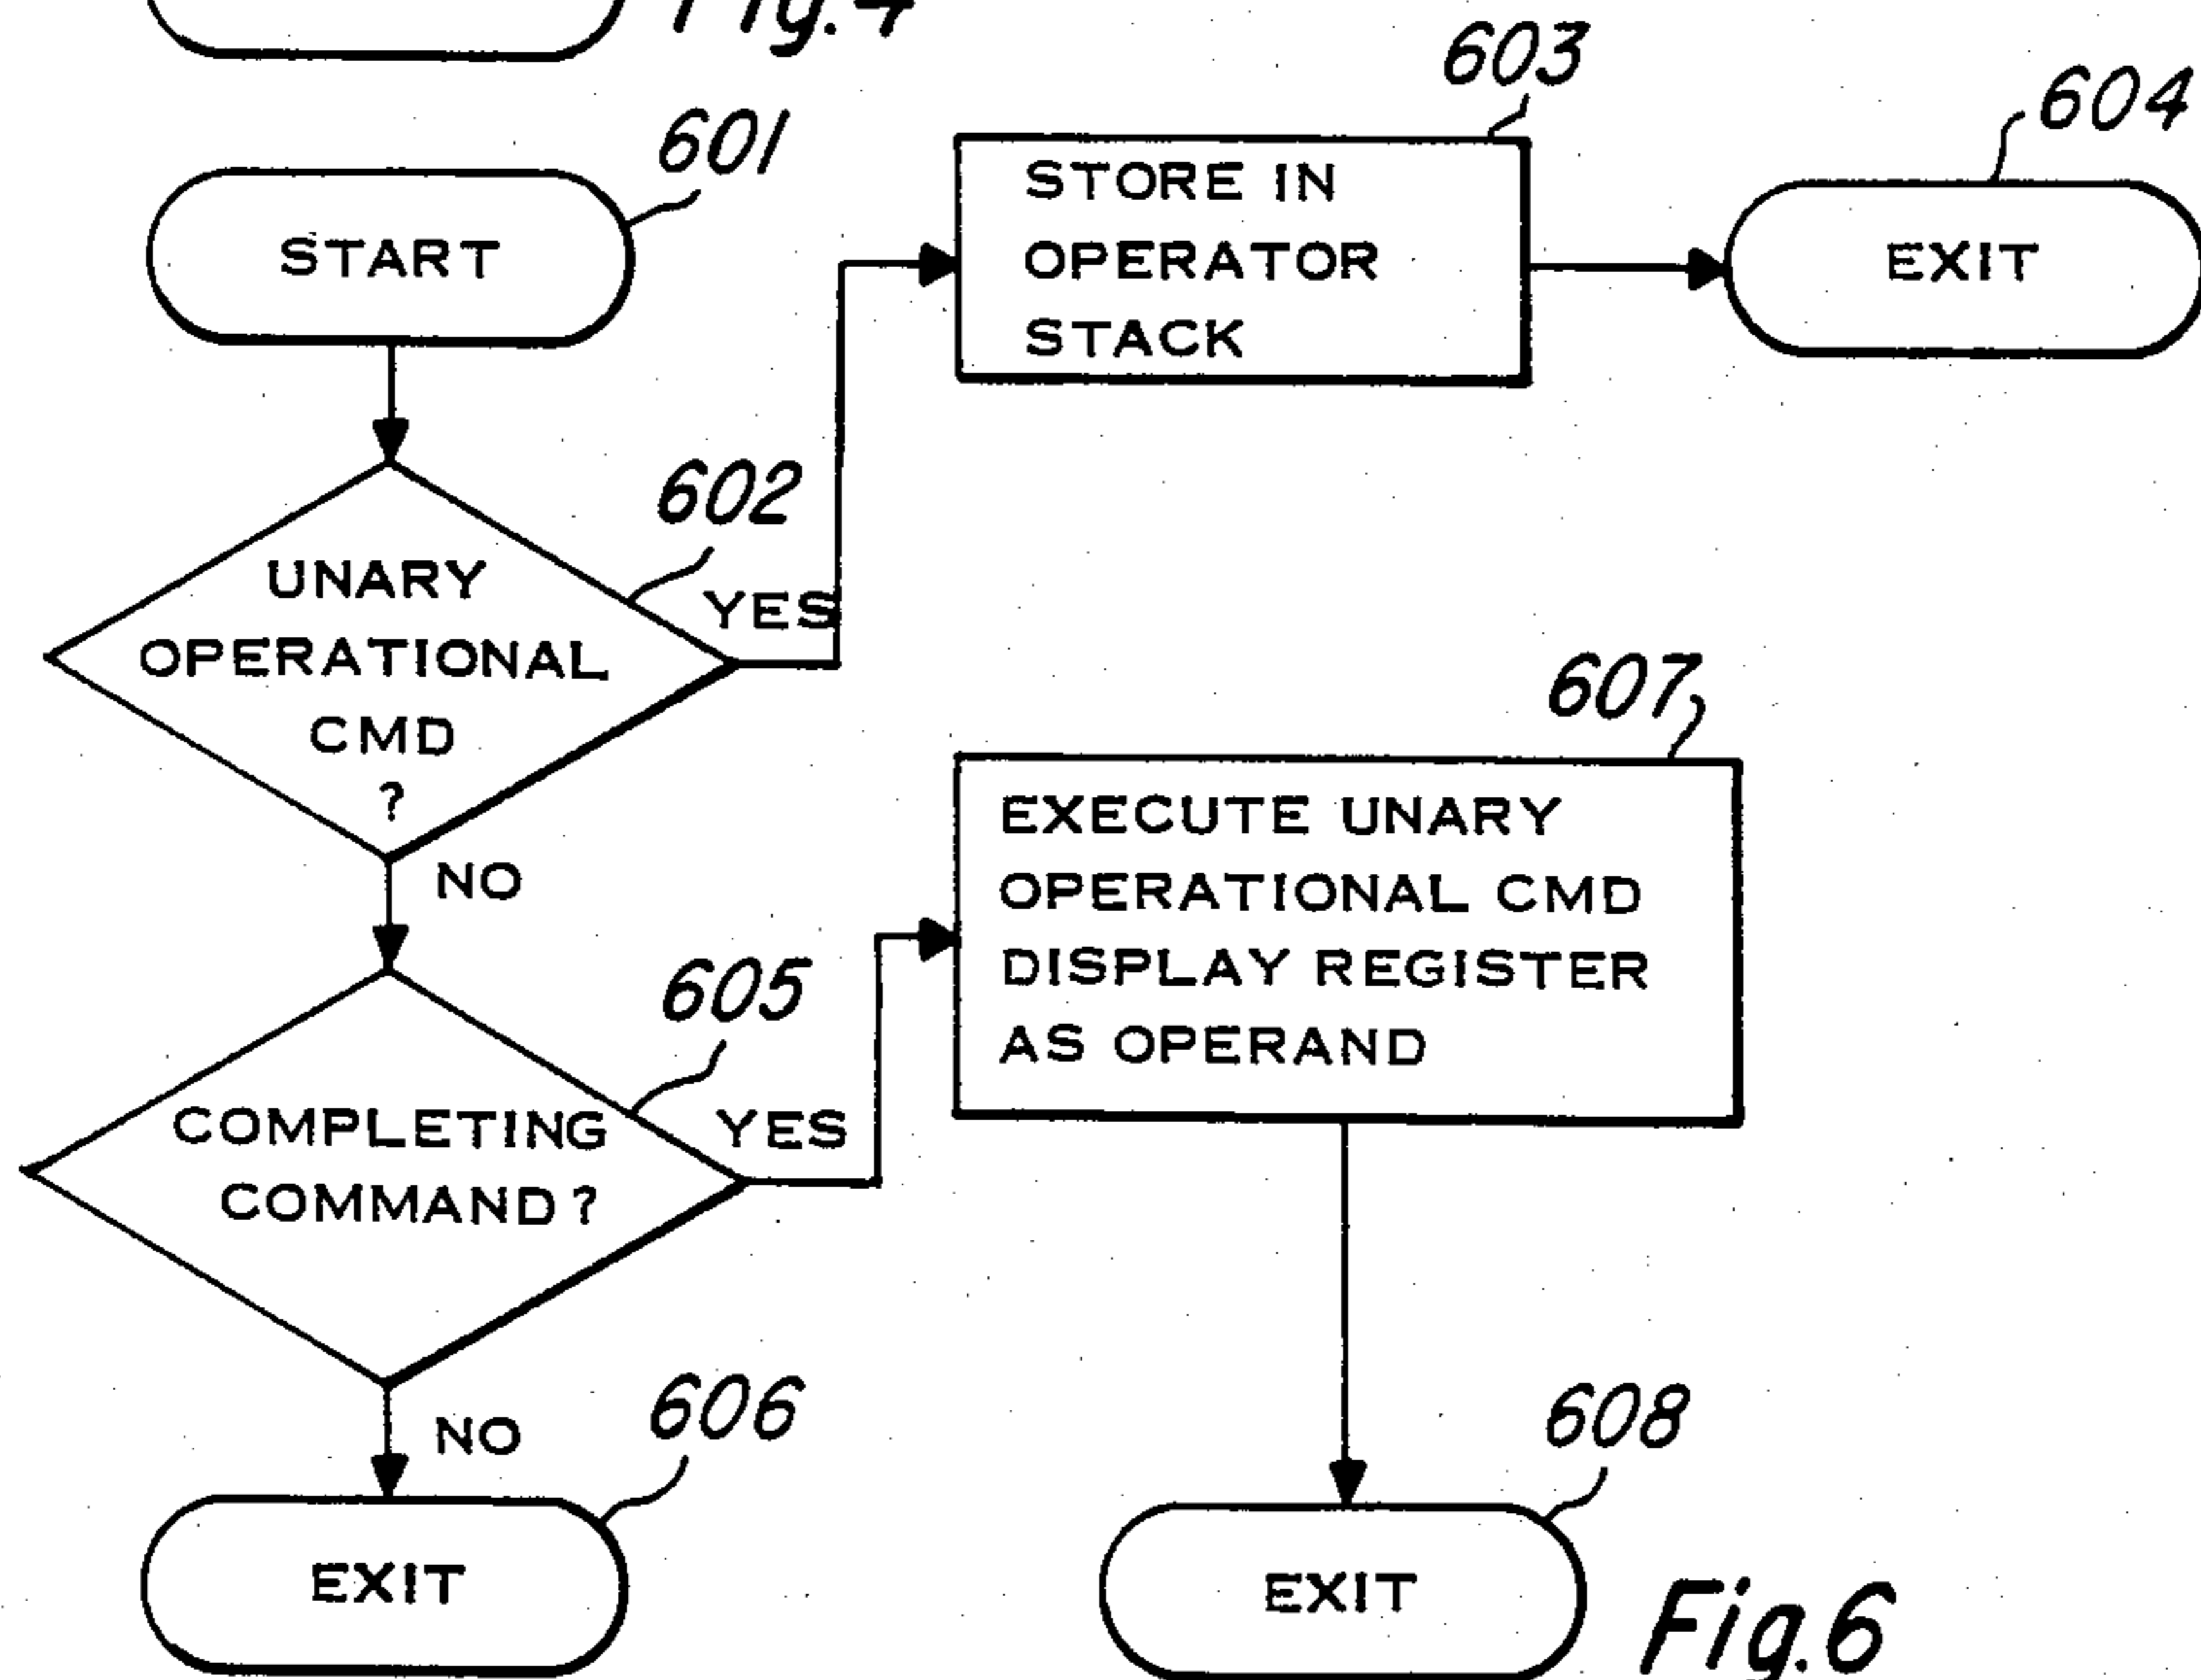 Fig. 4
601
START
602
UNARY
OPERATIONAL
CMD
?
YES
NO
603
STORE IN
OPERATOR
STACK
604
EXIT
605
COMPLETING
COMMAND?
YES
NO
606
EXIT
607
EXECUTE UNARY
OPERATIONAL CMD
DISPLAY REGISTER
AS OPERAND
608
EXIT
Fig. 6